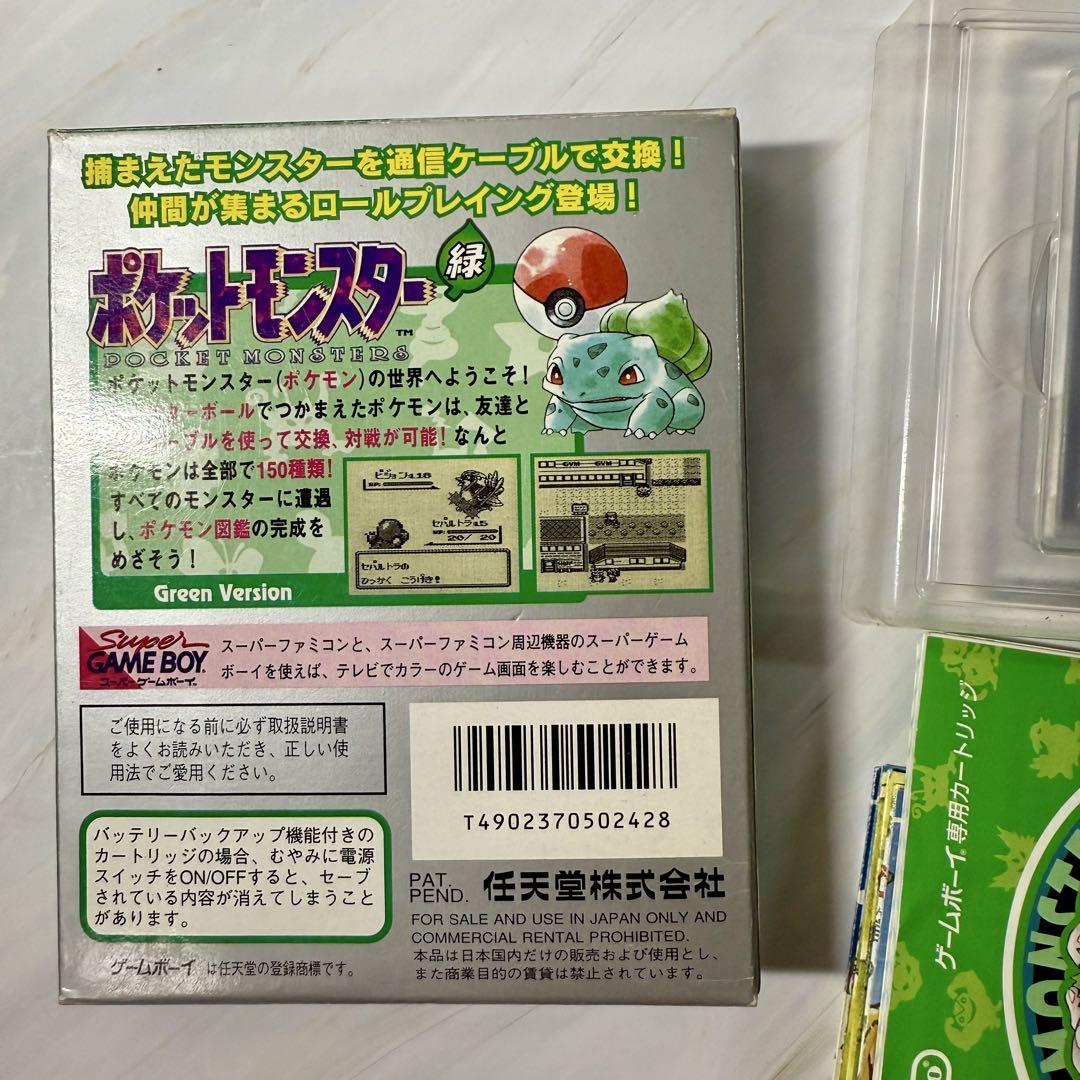 捕まえたモンスターを通信ケーブルで交換！
仲間が集まるロールプレイング登場！
ポケットモンスター 緑
TM
POCKET MONSTERS
ポケットモンスター(ポケモン)の世界へようこそ！
ーボールでつかまえたポケモンは、友達と
ーブルを使って交換、対戦が可能！なんと
ポケモンは全部で150種類！
すべてのモンスターに遭遇
し、ポケモン図鑑の完成を
めざそう！
Green Version
20/ 20
ひっかく こうげき！
GYM GYM
Super
GAME BOY
スーパーゲームボーイ
スーパーファミコンと、スーパーファミコン周辺機器のスーパーゲーム
ボーイを使えば、テレビでカラーのゲーム画面を楽しむことができます。
ご使用になる前に必ず取扱説明書
をよくお読みいただき、正しい使
用法でご愛用ください。
T4902370502428
バッテリーバックアップ機能付きの
カートリッジの場合、むやみに電源
スイッチをON/OFFすると、セーブ
されている内容が消えてしまうこと
があります。
PAT.
PEND. 任天堂株式会社
FOR SALE AND USE IN JAPAN ONLY AND
COMMERCIAL RENTAL PROHIBITED.
本品は日本国内だけの販売および使用とし、
また商業目的の賃貸は禁止されています。
ゲームボーイ は任天堂の登録商標です。
ゲームボーイ専用カートリッジ
MONST